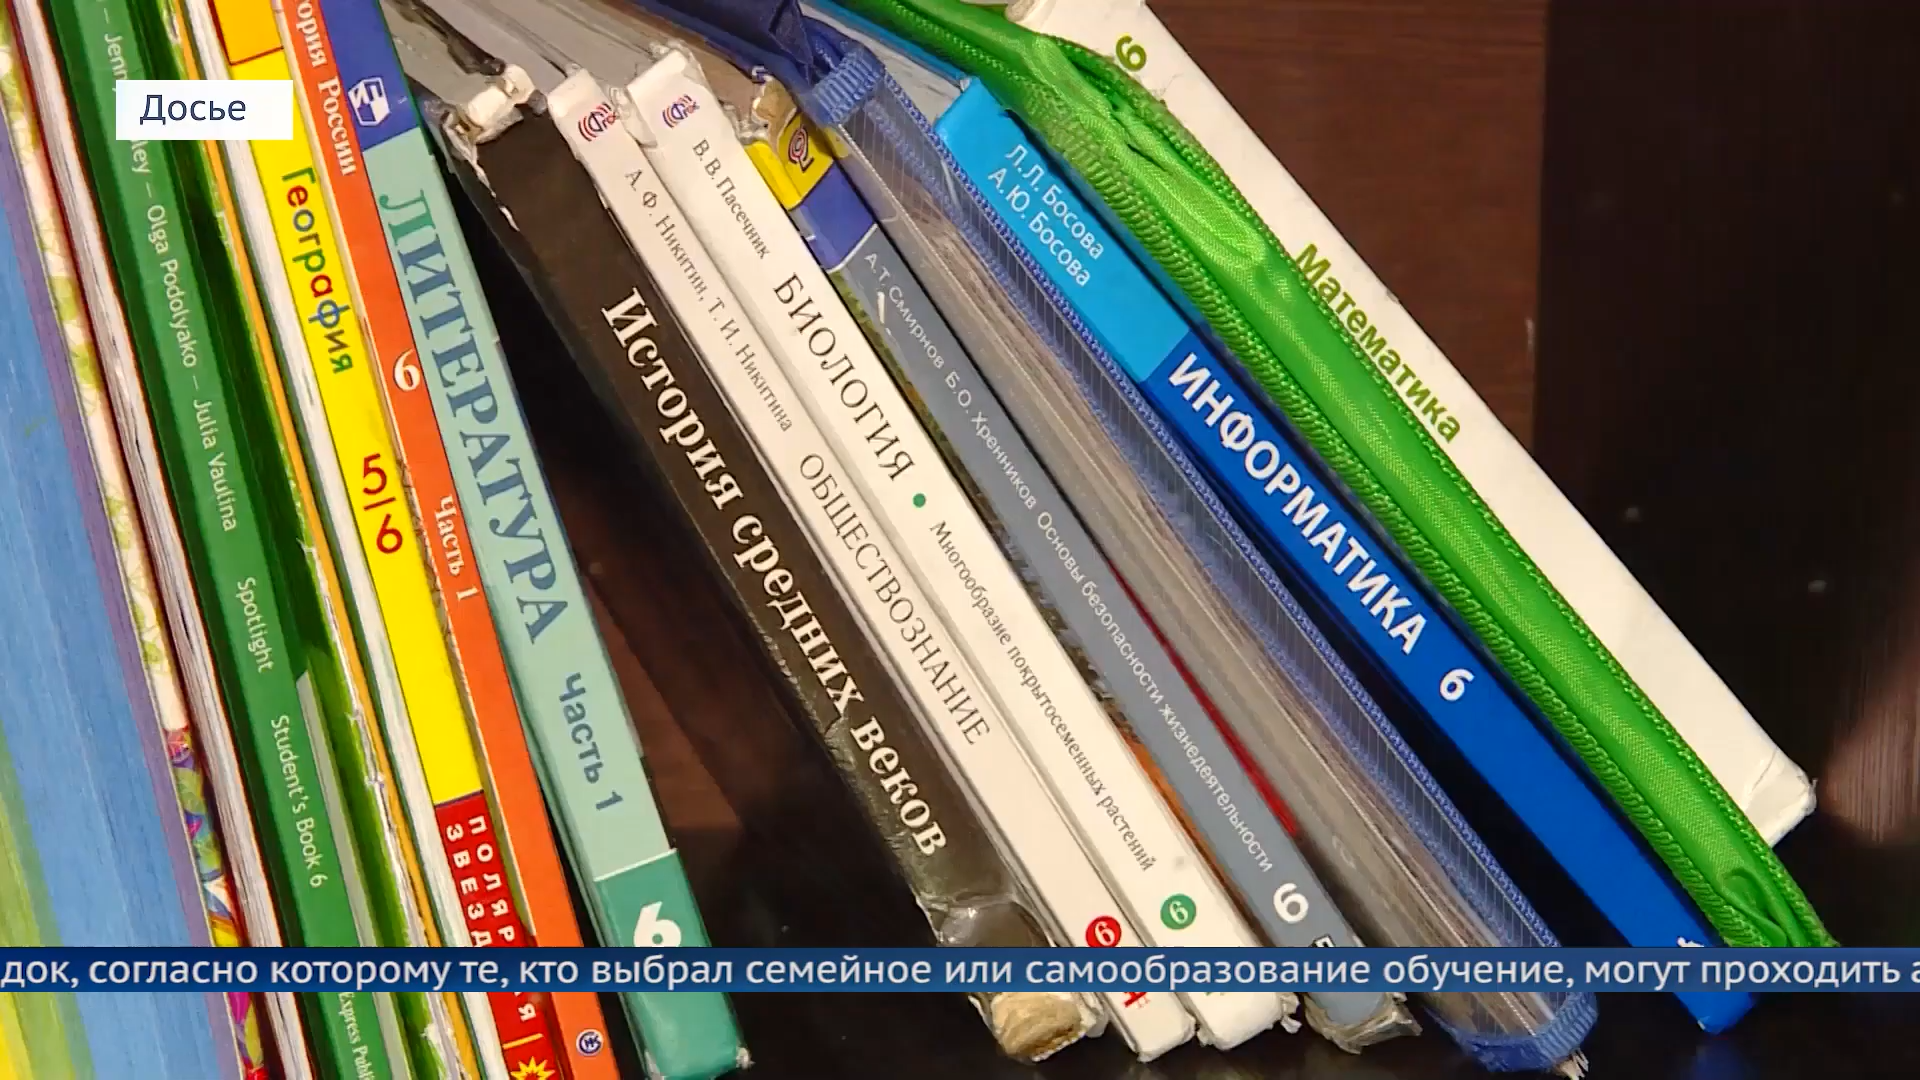 Досье
Olga Podolyako – Julia Vaulina
Spotlight
Student's Book 6
География
5/6
ПОЛЯР
ЗВЕЗД
России
6
Часть 1
ЛИТЕРАТУРА
Часть 1
6
История средних веков
А. Ф. Никитин, Т. И. Никитина
ОБЩЕСТВОЗНАНИЕ
6
В. В. Пасечник
БИОЛОГИЯ • Многообразие покрытосеменных растений
6
А.Т. Смирнов Б.О. Хренников Основы безопасности жизнедеятельности
6
Л.Л. Босова
А.Ю. Босова
ИНФОРМАТИКА 6
6
Математика
док, согласно которому те, кто выбрал семейное или самообразование обучение, могут проходить а